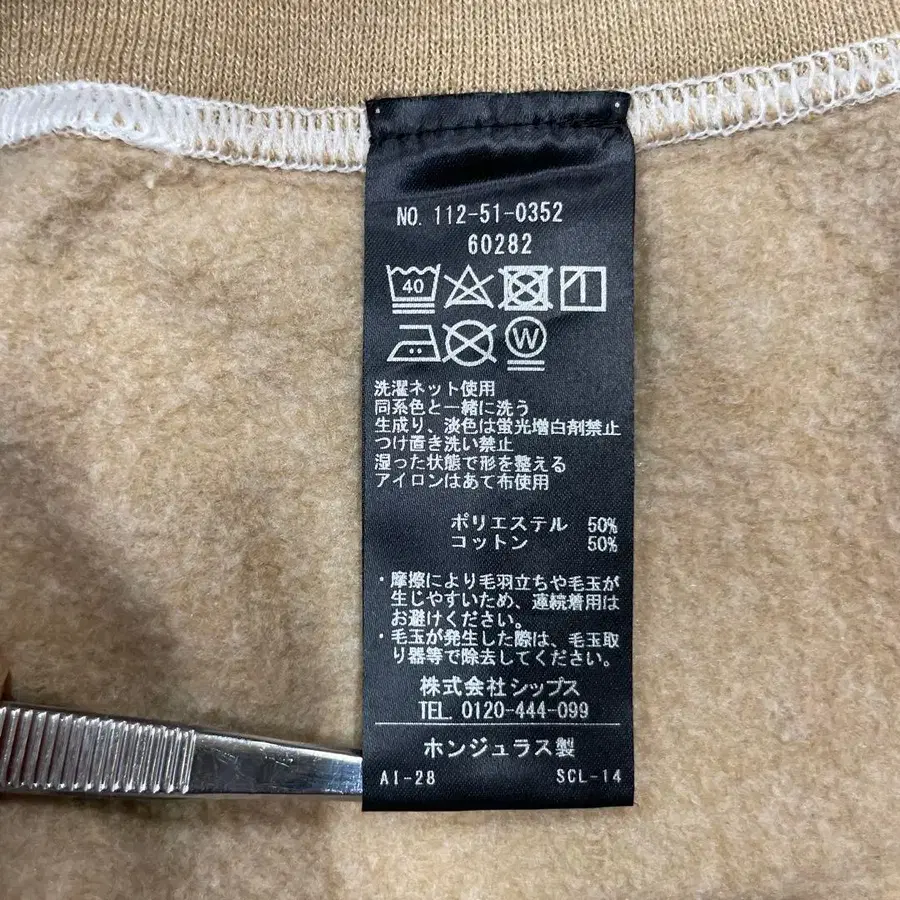 NO. 112-51-0352
60282
40
W
洗濯ネット使用
同系色と一緒に洗う
生成り、淡色は蛍光増白剤禁止
つけ置き洗い禁止
湿った状態で形を整える
アイロンはあて布使用
ポリエステル 50%
コットン 50%
・摩擦により毛羽立ちや毛玉が
生じやすいため、連続着用は
お避けください。
・毛玉が発生した際は、毛玉取
り器等で除去してください。
株式会社シップス
TEL. 0120-444-099
ホンジュラス製
AI-28 SCL-14